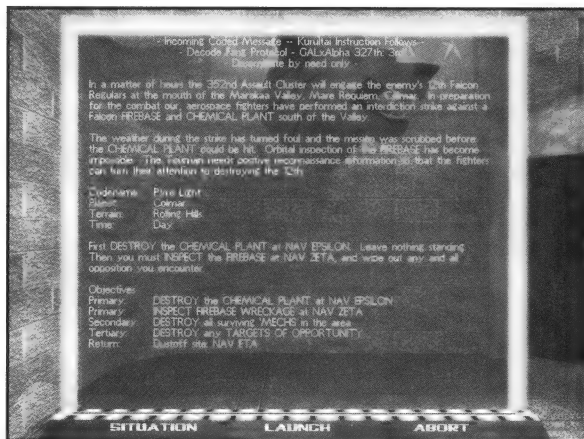 - Incoming Coded Message -- Kurultai Instruction Follows -
- Decode Ring Protocol - GALxAlpha 327th: 3n
Disseminate by need only
In a matter of hours the 352nd Assault Cluster will engage the enemy's 12th Falcon
Regulars at the mouth of the Valley, Mare Requiem, Colmar. In preparation
for the combat our, aerospace fighters have performed an interdiction strike against a
Falcon FIREBASE and CHEMICAL PLANT south of the Valley.
The weather during the strike has turned foul and the mission was scrubbed before
the CHEMICAL PLANT could be hit. Orbital inspection of the FIREBASE has become
impossible. The Touman needs positive reconnaissance information so that the fighters
can turn their attention to destroying the 12th.
Codename: Pyre Light
Planet: Colmar
Terrain: Rolling Hills
Time: Day
First DESTROY the CHEMICAL PLANT at NAV EPSILON. Leave nothing standing.
Then you must INSPECT the FIREBASE at NAV ZETA, and wipe out any and all
opposition you encounter.
Objectives
Primary: DESTROY the CHEMICAL PLANT at NAV EPSILON
Primary: INSPECT FIREBASE WRECKAGE at NAV ZETA
Secondary: DESTROY all surviving 'MECHS in the area
Tertiary: DESTROY any TARGETS OF OPPORTUNITY
Return: Dustoff site: NAV ETA
SITUATION LAUNCH ABORT